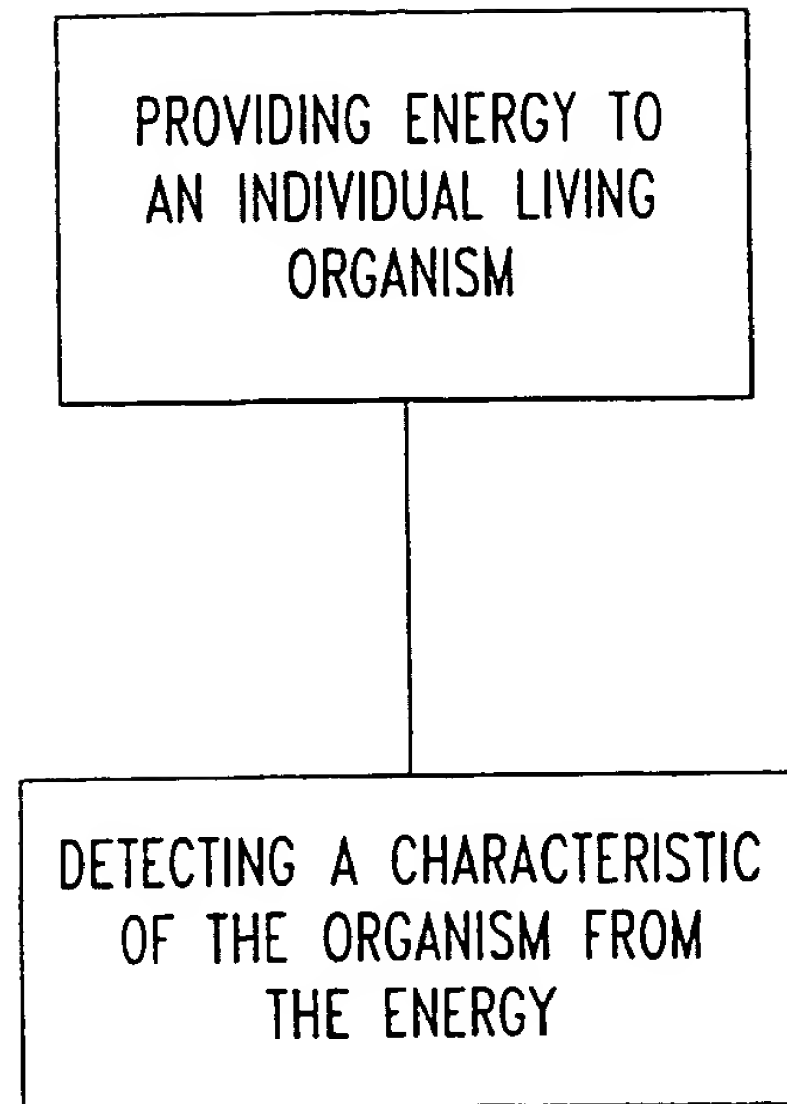 PROVIDING ENERGY TO
AN INDIVIDUAL LIVING
ORGANISM
DETECTING A CHARACTERISTIC
OF THE ORGANISM FROM
THE ENERGY